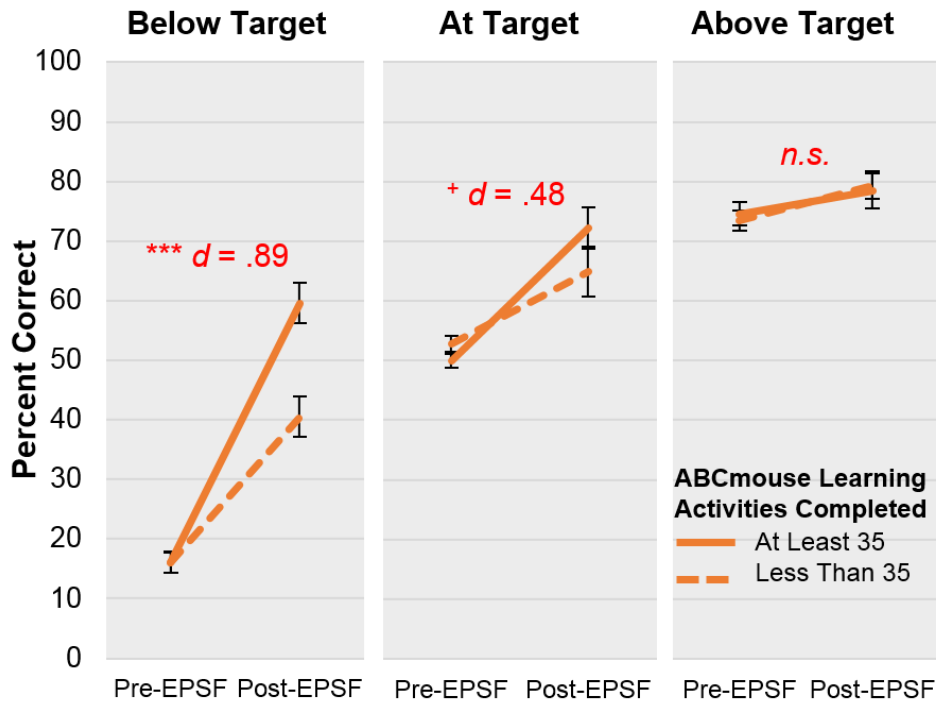 Below Target
At Target
Above Target
Percent Correct
100
90
80
70
60
50
40
30
20
10
0
*** d = .89
+ d = .48
n.s.
ABCmouse Learning
Activities Completed
At Least 35
Less Than 35
Pre-EPSF Post-EPSF
Pre-EPSF Post-EPSF
Pre-EPSF Post-EPSF